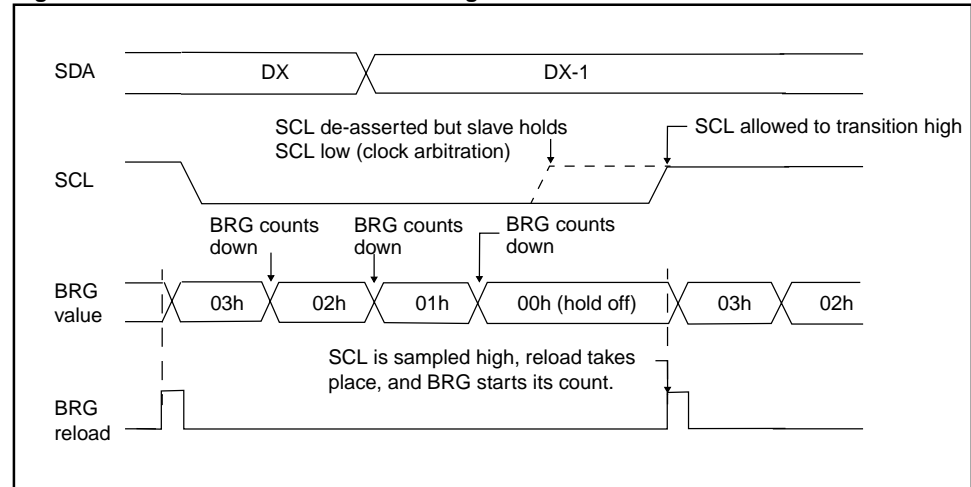 SDA
DX
DX-1
SCL de-asserted but slave holds
SCL low (clock arbitration)
SCL allowed to transition high
SCL
BRG counts
down
BRG counts
down
BRG counts
down
BRG
value
03h
02h
01h
00h (hold off)
03h
02h
SCL is sampled high, reload takes
place, and BRG starts its count.
BRG
reload